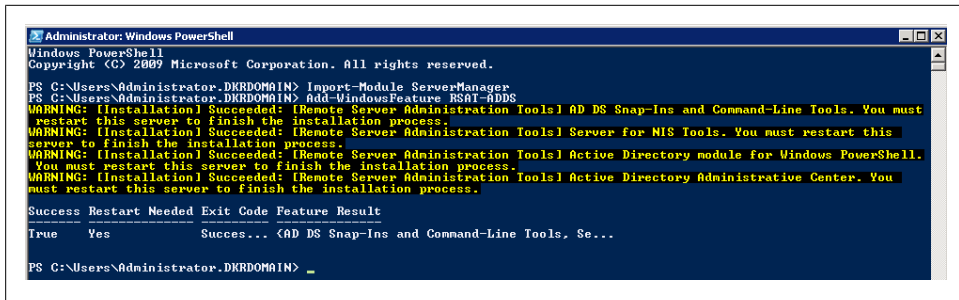 Administrator: Windows PowerShell
Windows PowerShell
Copyright (C) 2009 Microsoft Corporation. All rights reserved.
PS C:\Users\Administrator.DKRDOMAIN> Import-Module ServerManager
PS C:\Users\Administrator.DKRDOMAIN> Add-WindowsFeature RSAT-ADDS
WARNING: [Installation] Succeeded: [Remote Server Administration Tools] AD DS Snap-Ins and Command-Line Tools. You must
restart this server to finish the installation process.
WARNING: [Installation] Succeeded: [Remote Server Administration Tools] Server for NIS Tools. You must restart this
server to finish the installation process.
WARNING: [Installation] Succeeded: [Remote Server Administration Tools] Active Directory module for Windows PowerShell.
You must restart this server to finish the installation process.
WARNING: [Installation] Succeeded: [Remote Server Administration Tools] Active Directory Administrative Center. You
must restart this server to finish the installation process.
Success Restart Needed Exit Code Feature Result
------- -------------- --------- --------------
True Yes Succes... {AD DS Snap-Ins and Command-Line Tools, Se...
PS C:\Users\Administrator.DKRDOMAIN> _